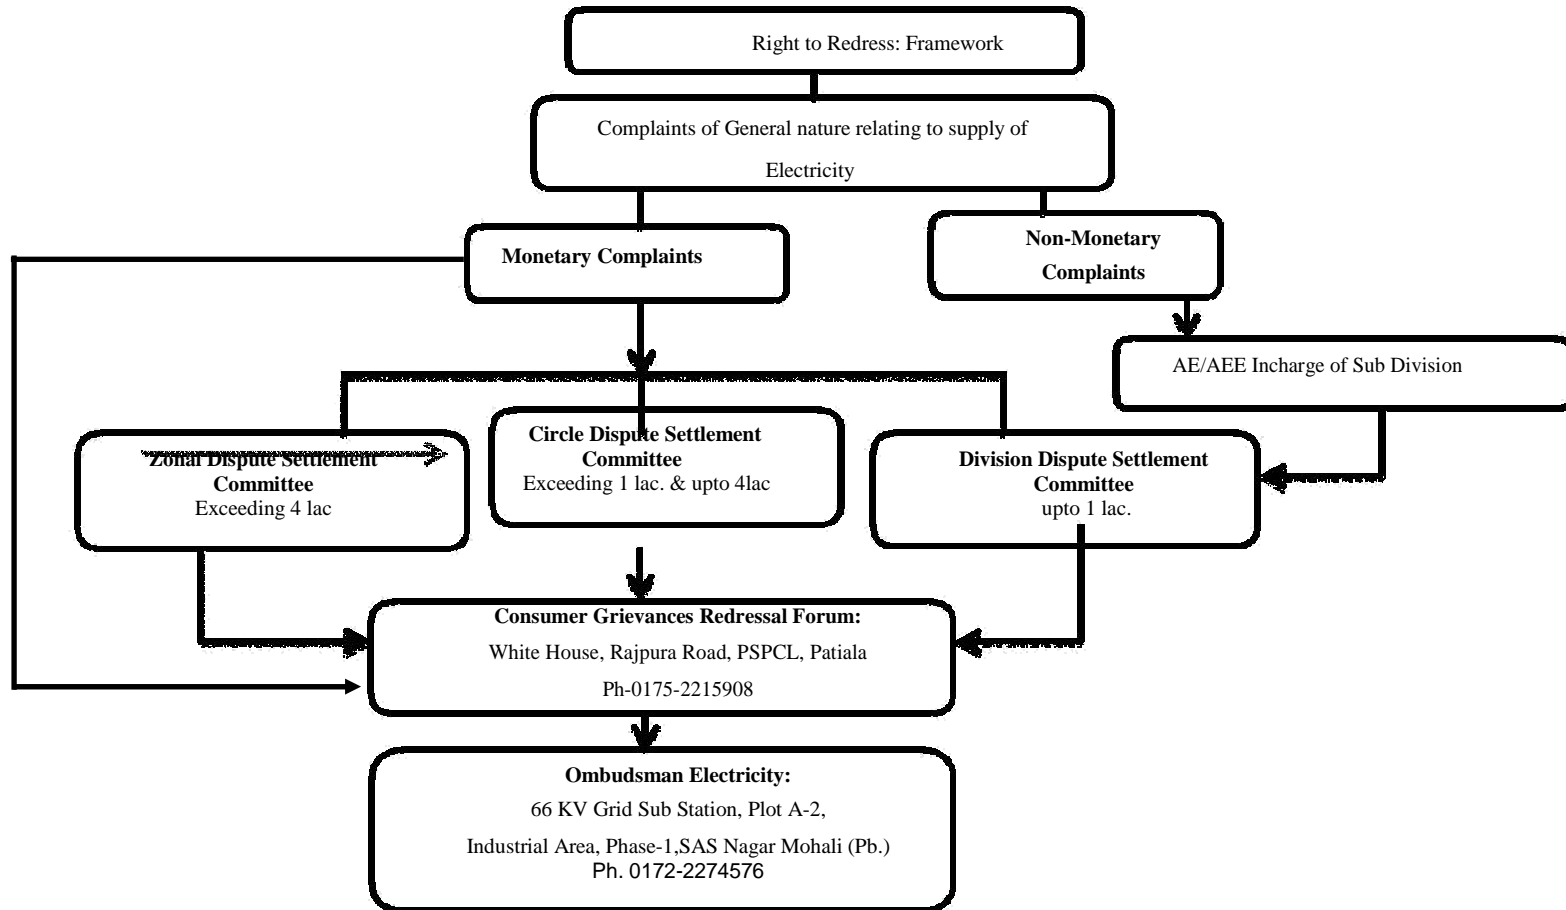 Right to Redress: Framework
Complaints of General nature relating to supply of
Electricity
Monetary Complaints
Non-Monetary
Complaints
AE/AEE Incharge of Sub Division
Zonal Dispute Settlement
Committee
Exceeding 4 lac
Circle Dispute Settlement
Committee
Exceeding 1 lac. & upto 4lac
Division Dispute Settlement
Committee
upto 1 lac.
Consumer Grievances Redressal Forum:
White House, Rajpura Road, PSPCL, Patiala
Ph-0175-2215908
Ombudsman Electricity:
66 KV Grid Sub Station, Plot A-2,
Industrial Area, Phase-1,SAS Nagar Mohali (Pb.)
Ph. 0172-2274576